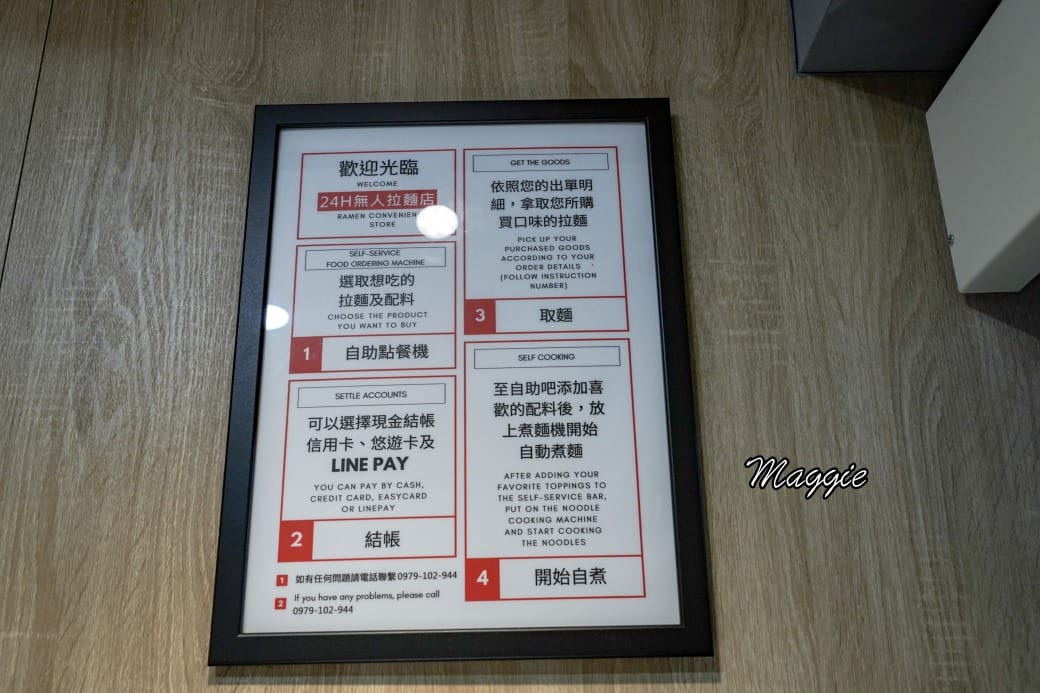 歡迎光臨
WELCOME
24H無人拉麵店
RAMEN
STORE
SELF-SERVICE
FOOD ORDERING MACHINE
選取想吃的
拉麵及配料
CHOOSE THE PRODUCT
YOU WANT TO BUY
1 自助點餐機
SETTLE ACCOUNTS
可以選擇現金結帳
信用卡、悠遊卡及
LINE PAY
YOU CAN PAY BY CASH,
CREDIT CARD, EASYCARD
OR LINEPAY
2 結帳
GET THE GOODS
依照您的出單明
細，拿取您所購
買口味的拉麵
PICK UP YOUR
PURCHASED GOODS
ACCORDING TO YOUR
ORDER DETAILS
(FOLLOW INSTRUCTION
NUMBER)
3 取麵
SELF COOKING
至自助吧添加喜
歡的配料後，放
上煮麵機開始
自動煮麵
AFTER ADDING YOUR
FAVORITE TOPPINGS TO
THE SELF-SERVICE BAR,
PUT ON THE NOODLE
COOKING MACHINE
AND START COOKING
THE NOODLES
4 開始自煮
1 如有任何問題請電話聯繫0979-102-944
2 If you have any problems, please call
0979-102-944
Maggie